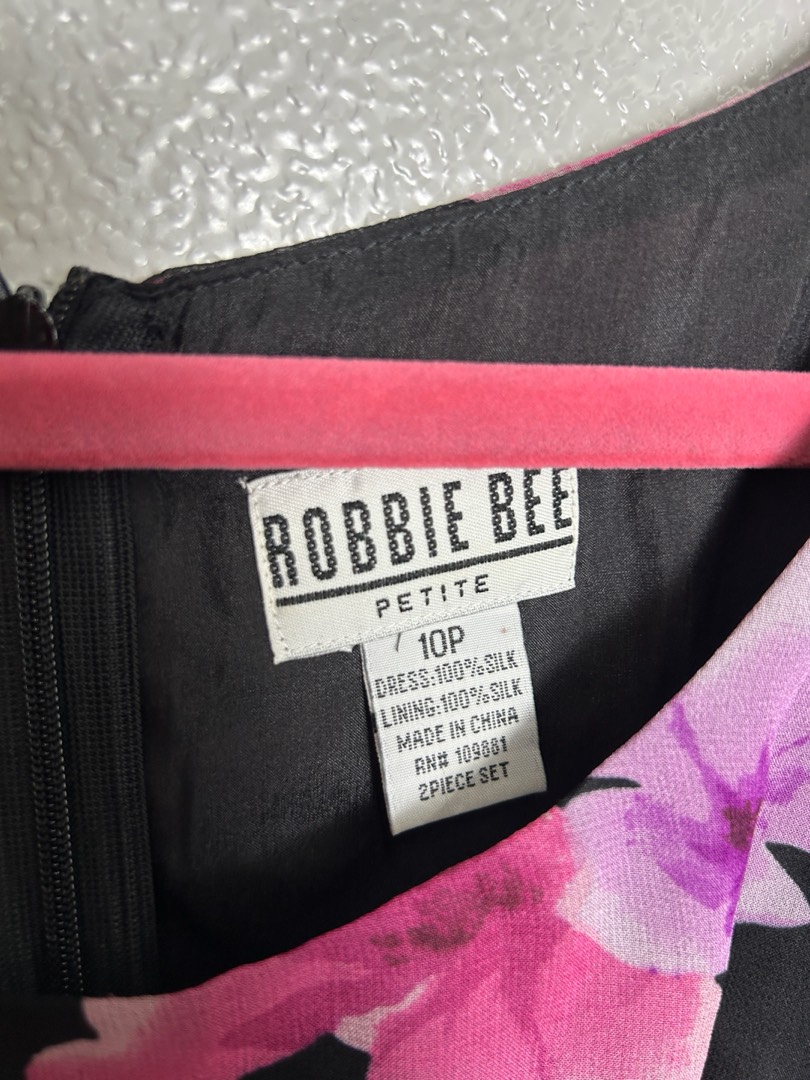 ROBBIE BEE
PETITE
10P
DRESS:100%SILK
LINING:100%SILK
MADE IN CHINA
RN# 109881
2PIECE SET